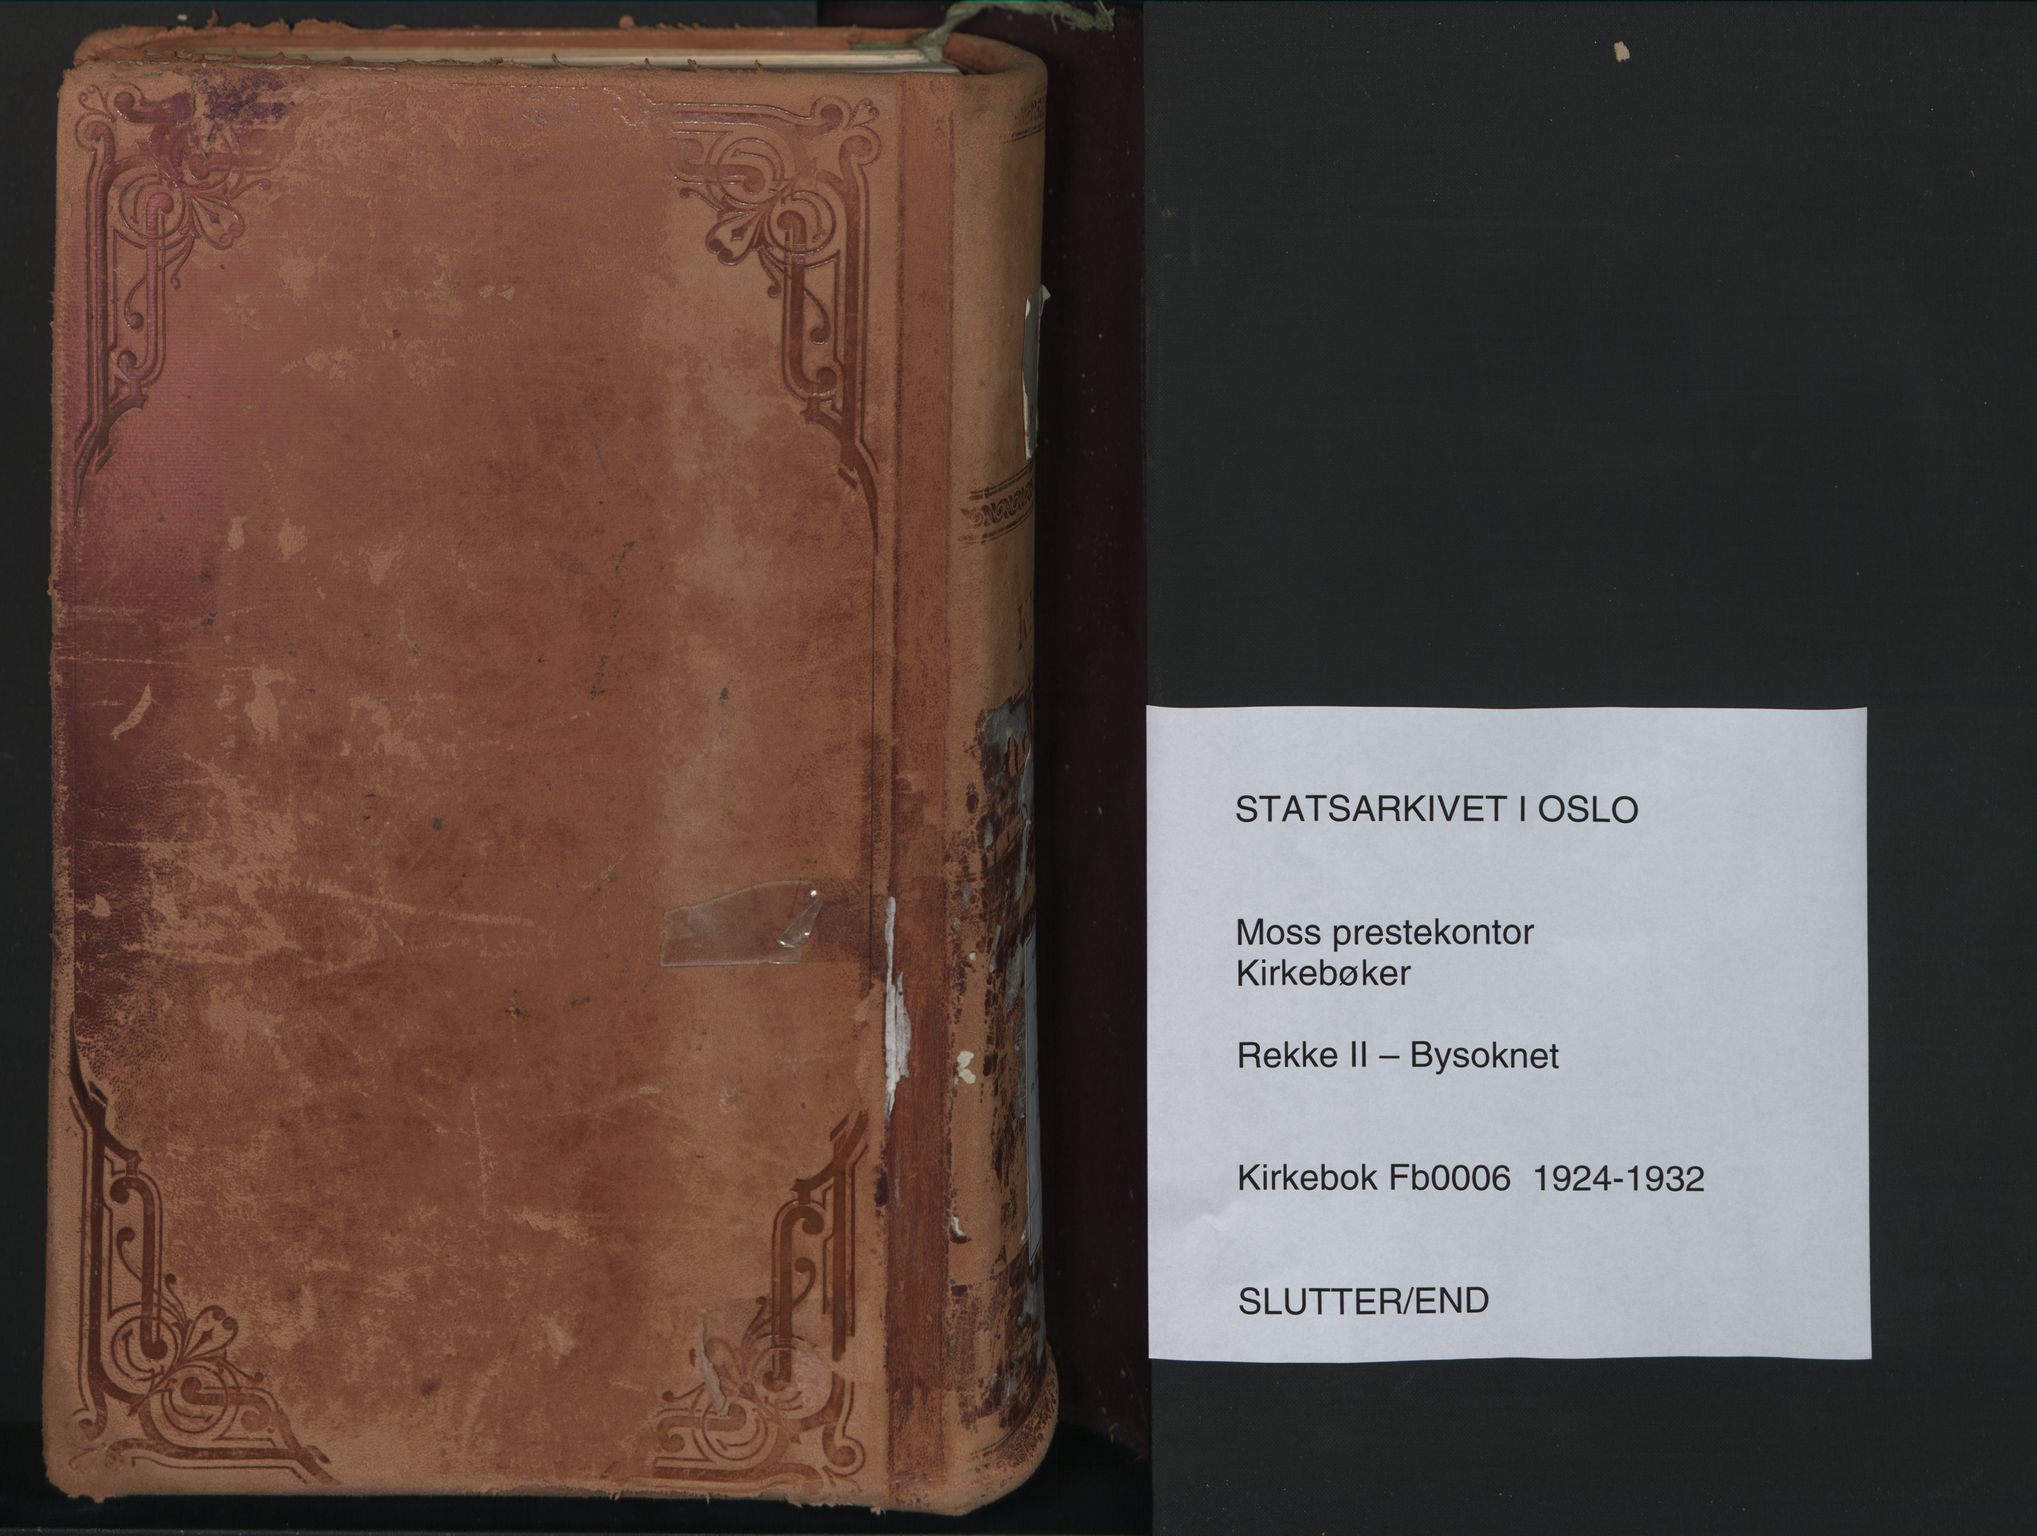 STATSARKIVET I OSLO
Moss prestekontor
Kirkebøker
Rekke II – Bysoknet
Kirkebok Fb0006 1924-1932
SLUTTER/END